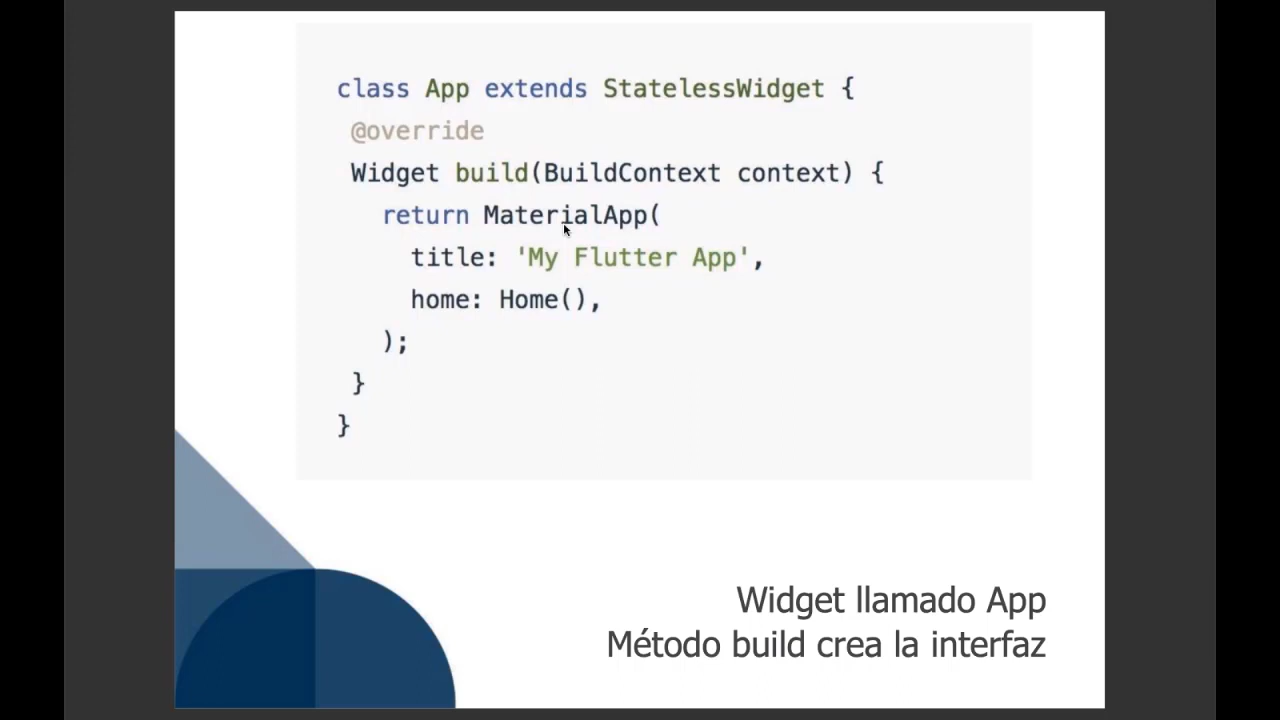 class App extends StatelessWidget {
@override
Widget build(BuildContext context) {
return MaterialApp(
title: 'My Flutter App',
home: Home(),
);
}
}
Widget llamado App
Método build crea la interfaz